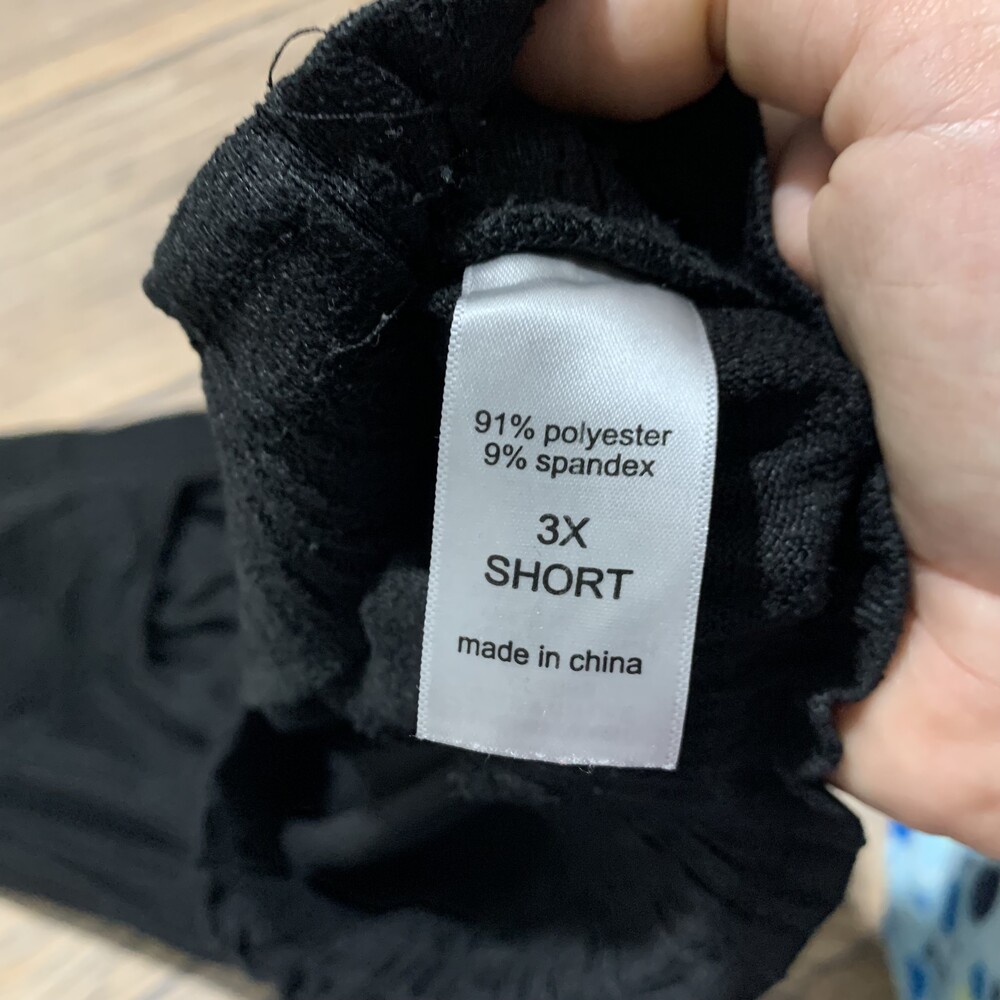 91% polyester
9% spandex
3X
SHORT
made in china